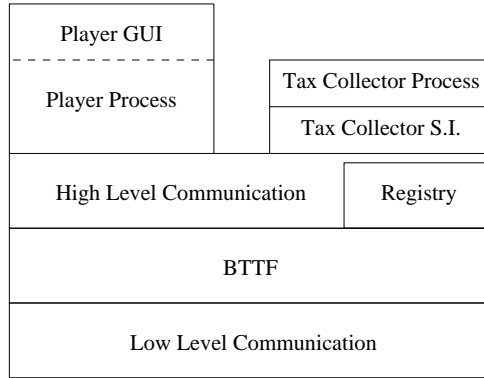 Player GUI
Player Process
Tax Collector Process
Tax Collector S.I.
High Level Communication
Registry
BTTF
Low Level Communication